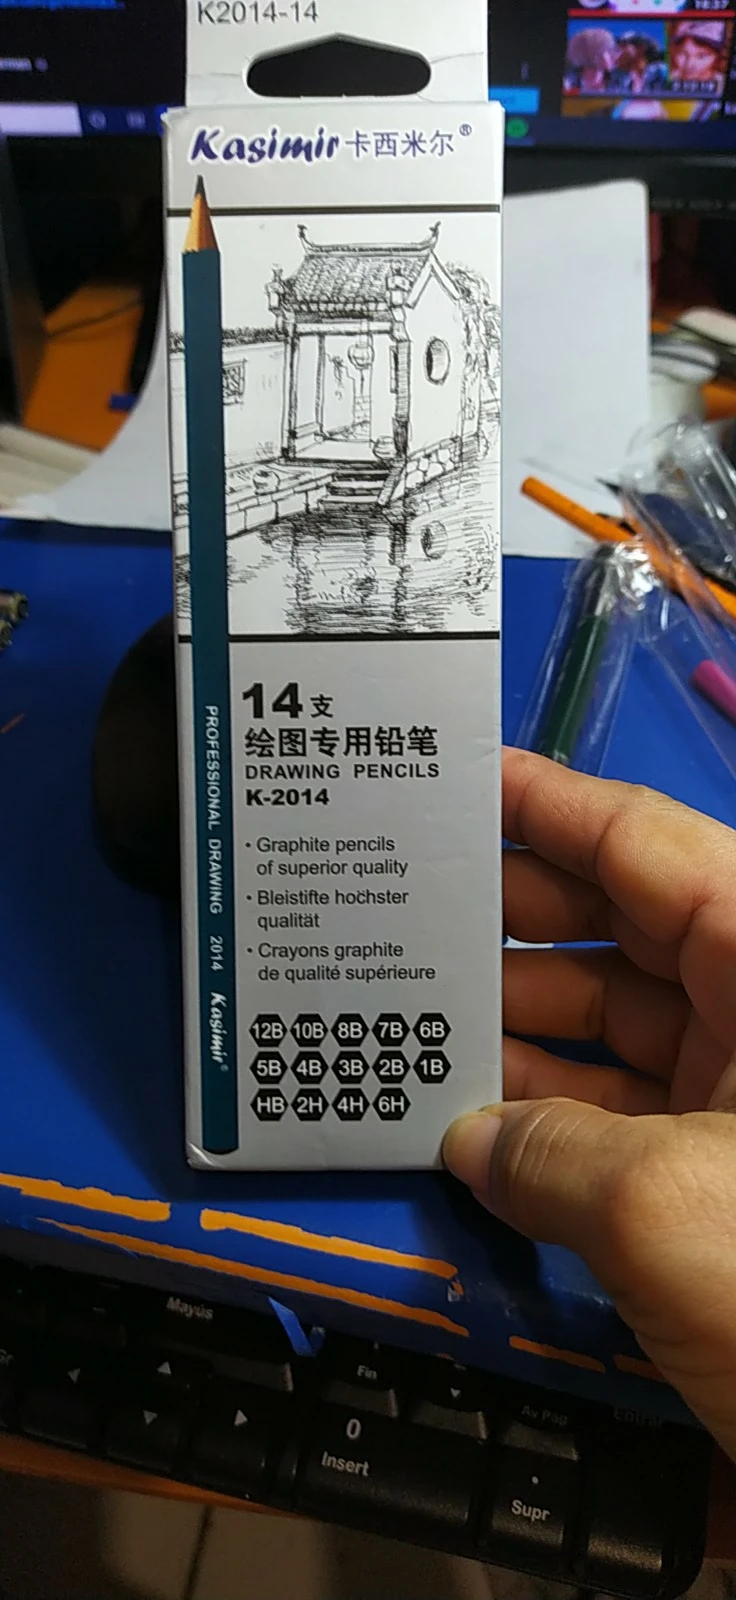 K2014-14
Kasimir 卡西米尔®
14支
绘图专用铅笔
DRAWING PENCILS
K-2014
• Graphite pencils
of superior quality
• Bleistifte hochster
qualität
• Crayons graphite
de qualité supérieure
12B 10B 8B 7B 6B
5B 4B 3B 2B 1B
HB 2H 4H 6H
PROFESSIONAL DRAWING 2014 Kasimir®
Mayús
Fin
Av Pág
0
Insert
Supr